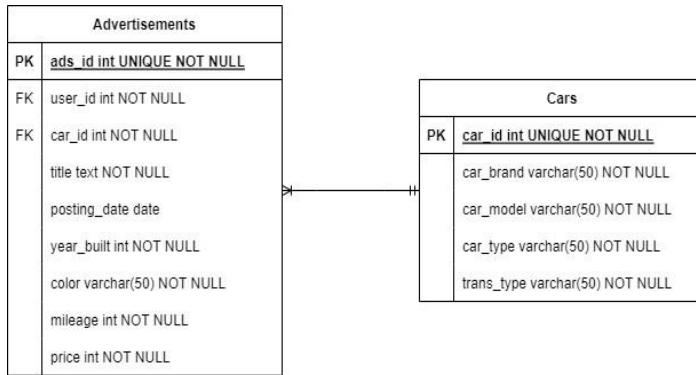 Advertisements
PK ads_id int UNIQUE NOT NULL
FK user_id int NOT NULL
FK car_id int NOT NULL
title text NOT NULL
posting_date date
year_built int NOT NULL
color varchar(50) NOT NULL
mileage int NOT NULL
price int NOT NULL
Cars
PK car_id int UNIQUE NOT NULL
car_brand varchar(50) NOT NULL
car_model varchar(50) NOT NULL
car_type varchar(50) NOT NULL
trans_type varchar(50) NOT NULL